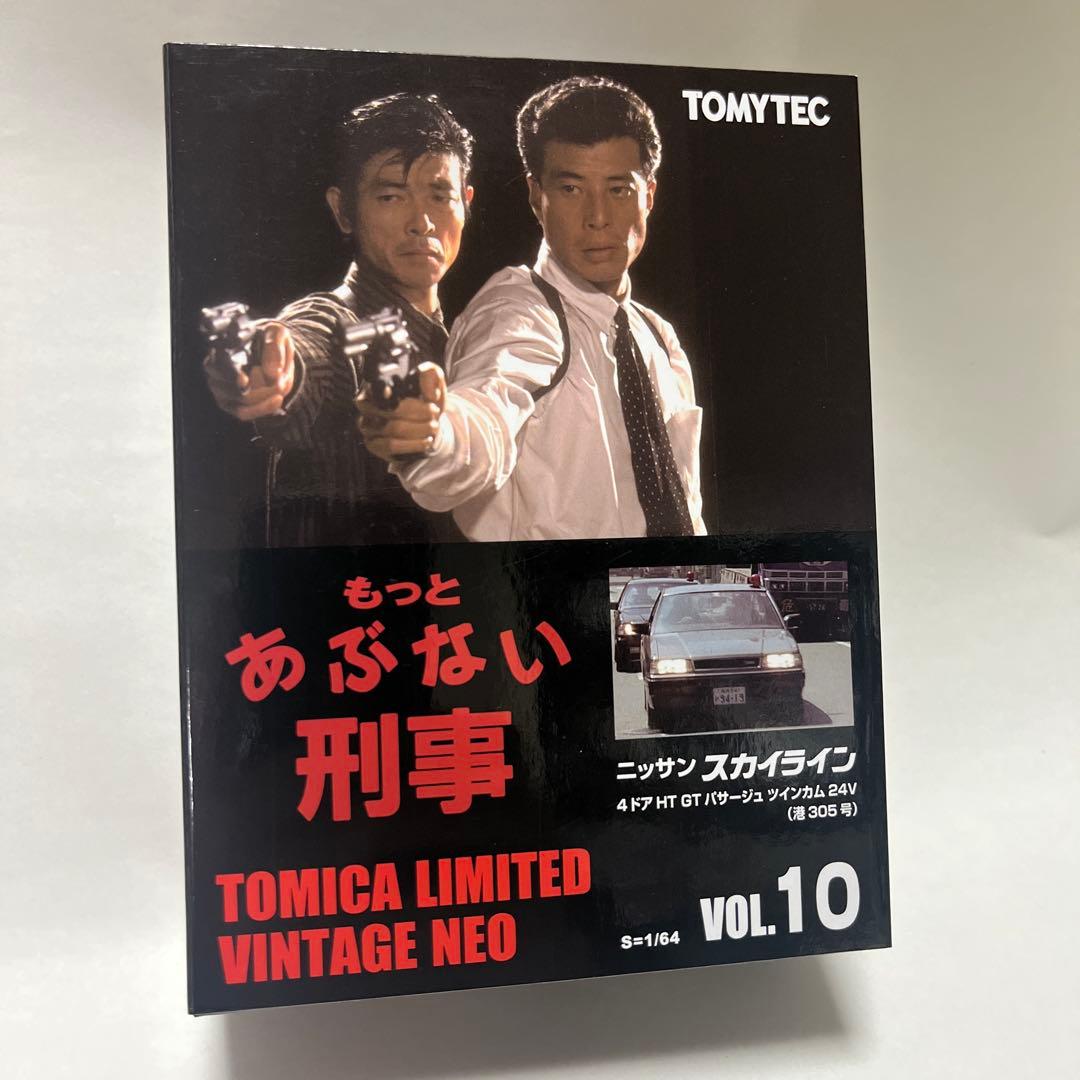 TOMYTEC
もっと
あぶない
刑事
ニッサン スカイライン
4ドア HT GT パサージュ ツインカム 24V
(港 305 号)
TOMICA LIMITED
VINTAGE NEO
S=1/64
VOL.10